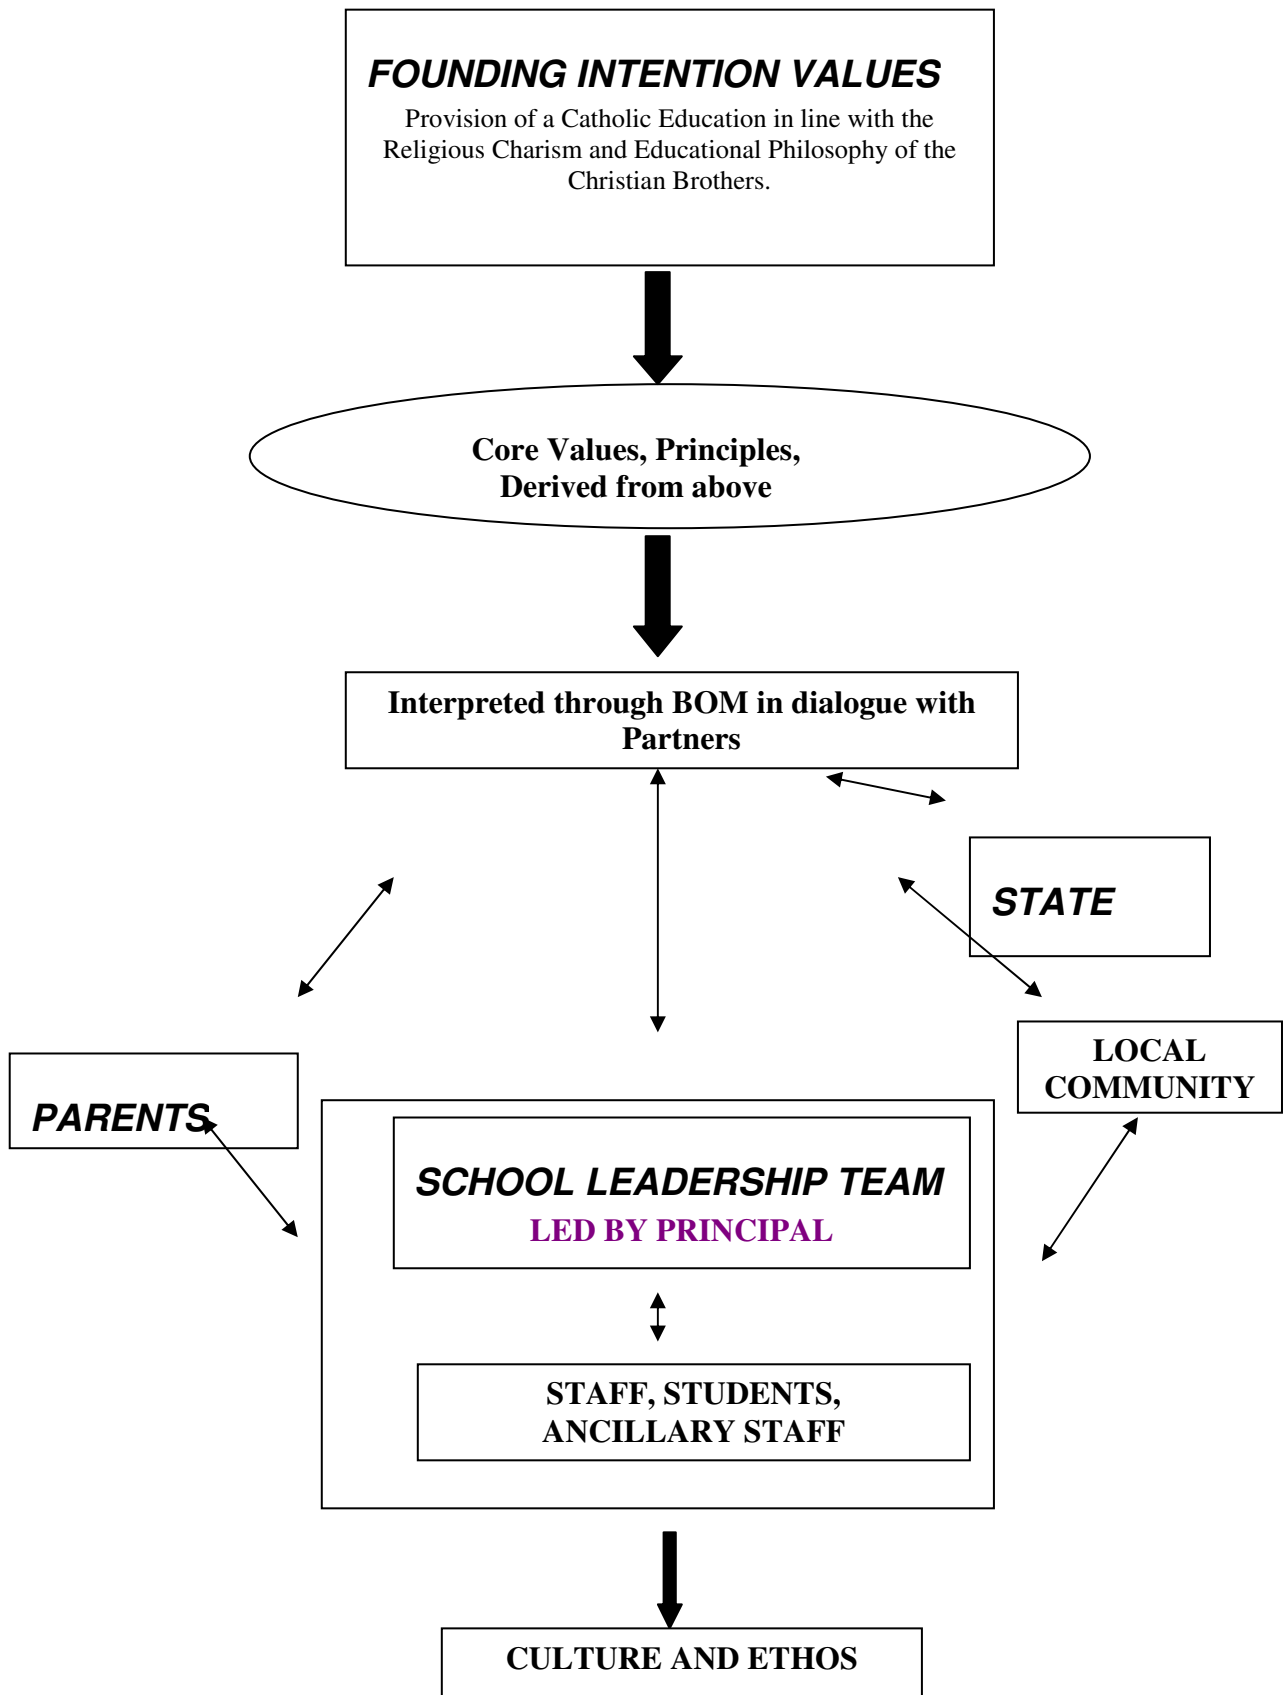 FOUNDING INTENTION VALUES
Provision of a Catholic Education in line with the
Religious Charism and Educational Philosophy of the
Christian Brothers.
Core Values, Principles,
Derived from above
Interpreted through BOM in dialogue with
Partners
STATE
LOCAL
COMMUNITY
PARENTS
SCHOOL LEADERSHIP TEAM
LED BY PRINCIPAL
STAFF, STUDENTS,
ANCILLARY STAFF
CULTURE AND ETHOS